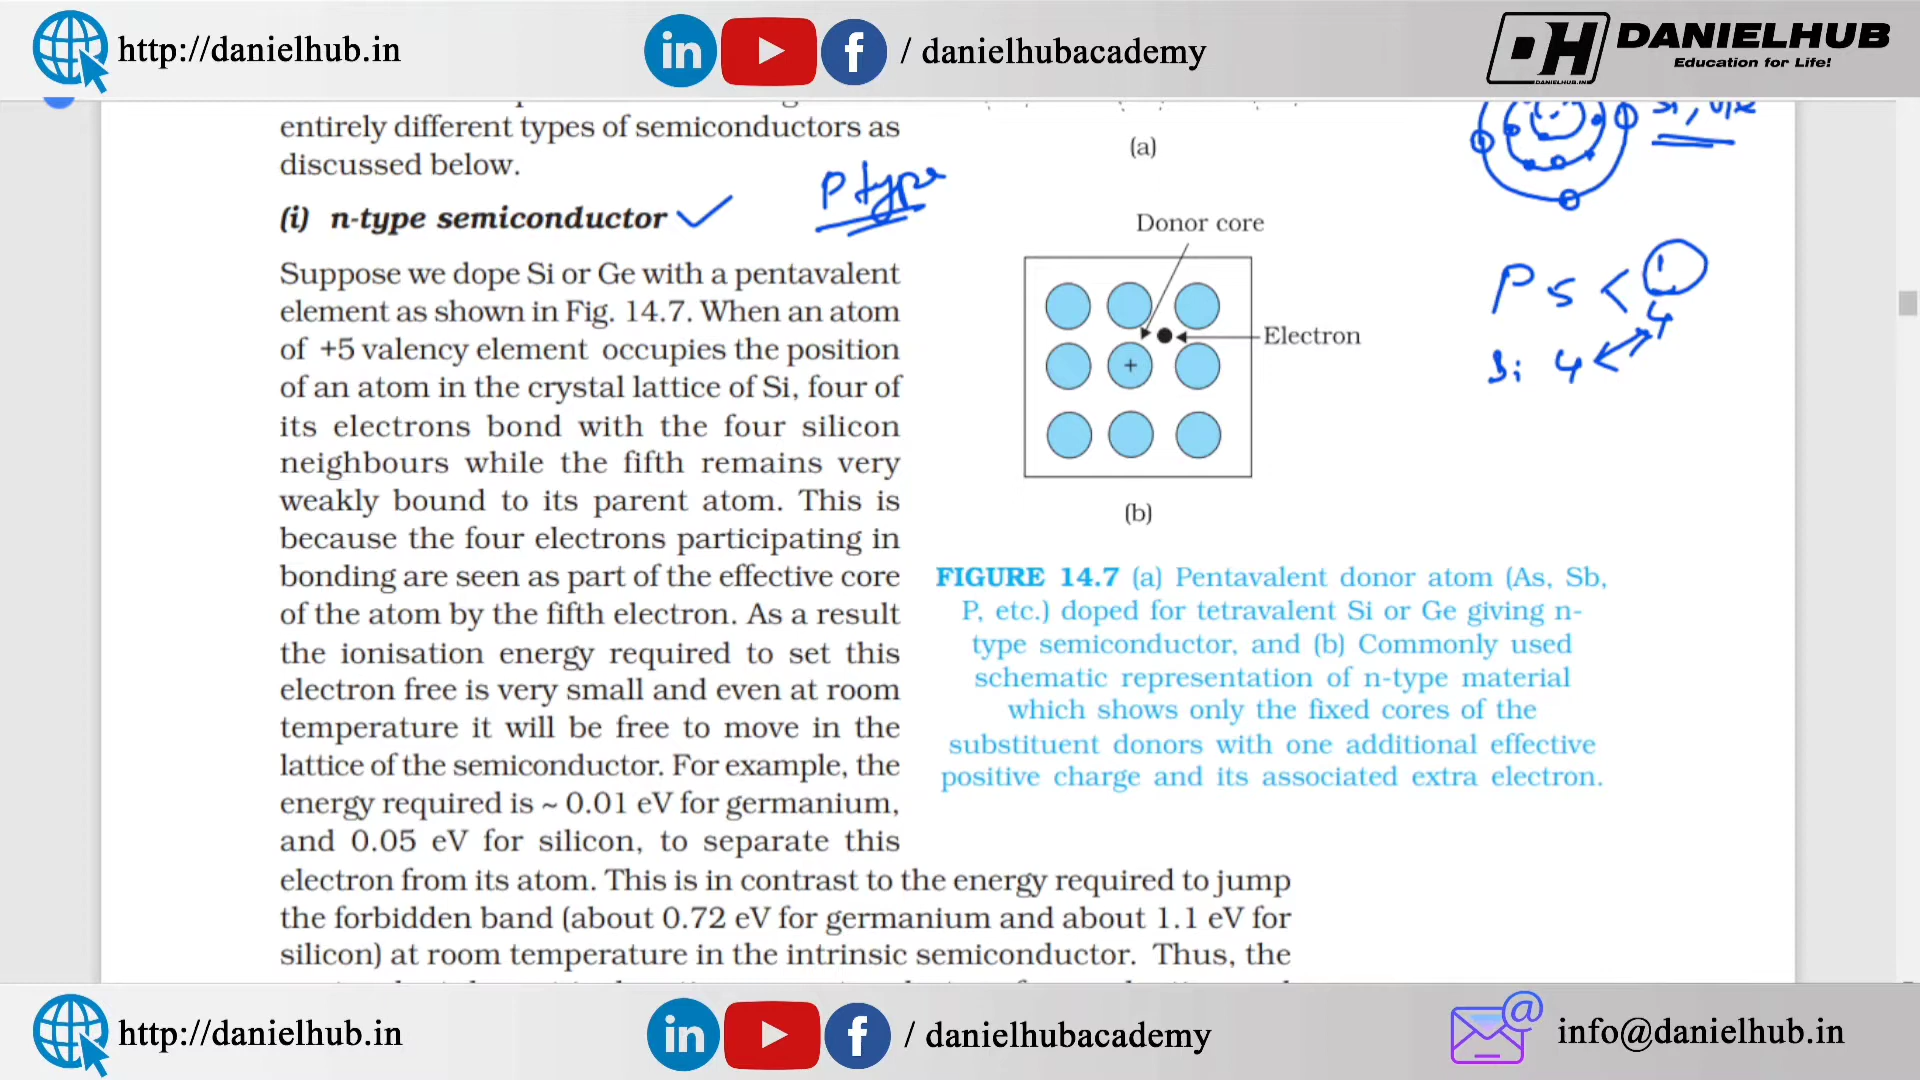 http://danielhub.in
in
/ danielhubacademy
DH
DANIELHUB.IN
DANIELHUB
Education for Life!
entirely different types of semiconductors as
discussed below.
P type
(i) n-type semiconductor
Suppose we dope Si or Ge with a pentavalent
element as shown in Fig. 14.7. When an atom
of +5 valency element occupies the position
of an atom in the crystal lattice of Si, four of
its electrons bond with the four silicon
neighbours while the fifth remains very
weakly bound to its parent atom. This is
because the four electrons participating in
bonding are seen as part of the effective core
of the atom by the fifth electron. As a result
the ionisation energy required to set this
electron free is very small and even at room
temperature it will be free to move in the
lattice of the semiconductor. For example, the
energy required is ~ 0.01 eV for germanium,
and 0.05 eV for silicon, to separate this
electron from its atom. This is in contrast to the energy required to jump
the forbidden band (about 0.72 eV for germanium and about 1.1 eV for
silicon) at room temperature in the intrinsic semiconductor. Thus, the
(a)
Donor core
Electron
+
(b)
FIGURE 14.7 (a) Pentavalent donor atom (As, Sb,
P, etc.) doped for tetravalent Si or Ge giving n-
type semiconductor, and (b) Commonly used
schematic representation of n-type material
which shows only the fixed cores of the
substituent donors with one additional effective
positive charge and its associated extra electron.
P 5 < 1
4
Si 4
http://danielhub.in
in
/ danielhubacademy
@
info@danielhub.in